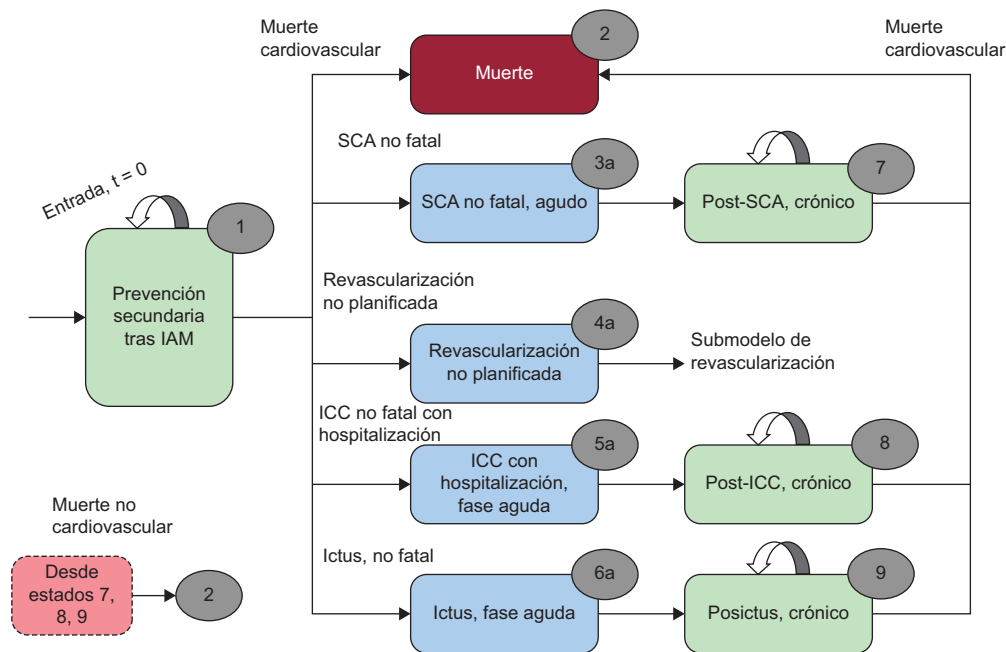 Muerte
cardiovascular
2
Muerte
Muerte
cardiovascular
SCA no fatal
3a
SCA no fatal, agudo
7
Post-SCA, crónico
Entrada, t = 0
1
Prevención
secundaria
tras IAM
Revascularización
no planificada
4a
Revascularización
no planificada
Submodelo de
revascularización
ICC no fatal con
hospitalización
5a
ICC con
hospitalización,
fase aguda
8
Post-ICC, crónico
Muerte no
cardiovascular
Desde
estados 7,
8, 9
2
Ictus, no fatal
6a
Ictus, fase aguda
9
Posictus, crónico